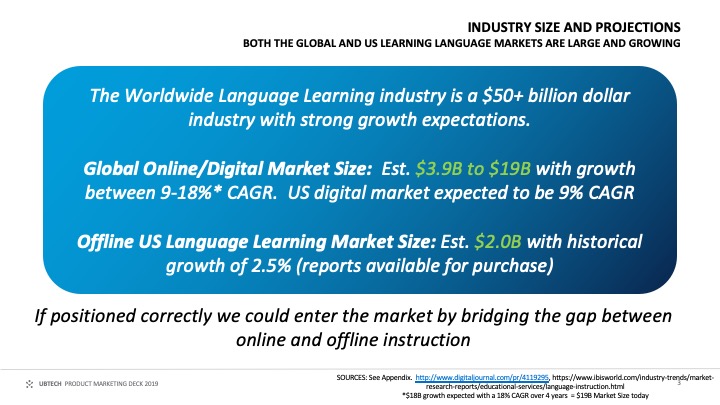 INDUSTRY SIZE AND PROJECTIONS
BOTH THE GLOBAL AND US LEARNING LANGUAGE MARKETS ARE LARGE AND GROWING
The Worldwide Language Learning industry is a $50+ billion dollar
industry with strong growth expectations.
Global Online/Digital Market Size: Est. $3.9B to $19B with growth
between 9-18%* CAGR. US digital market expected to be 9% CAGR
Offline US Language Learning Market Size: Est. $2.0B with historical
growth of 2.5% (reports available for purchase)
If positioned correctly we could enter the market by bridging the gap between
online and offline instruction
UBTECH PRODUCT MARKETING DECK 2019
SOURCES: See Appendix. http://www.digitaljournal.com/pr/4119295, https://www.ibisworld.com/industry-trends/market-
research-reports/educational-services/language-instruction.html
*$18B growth expected with a 18% CAGR over 4 years = $19B Market Size today
3